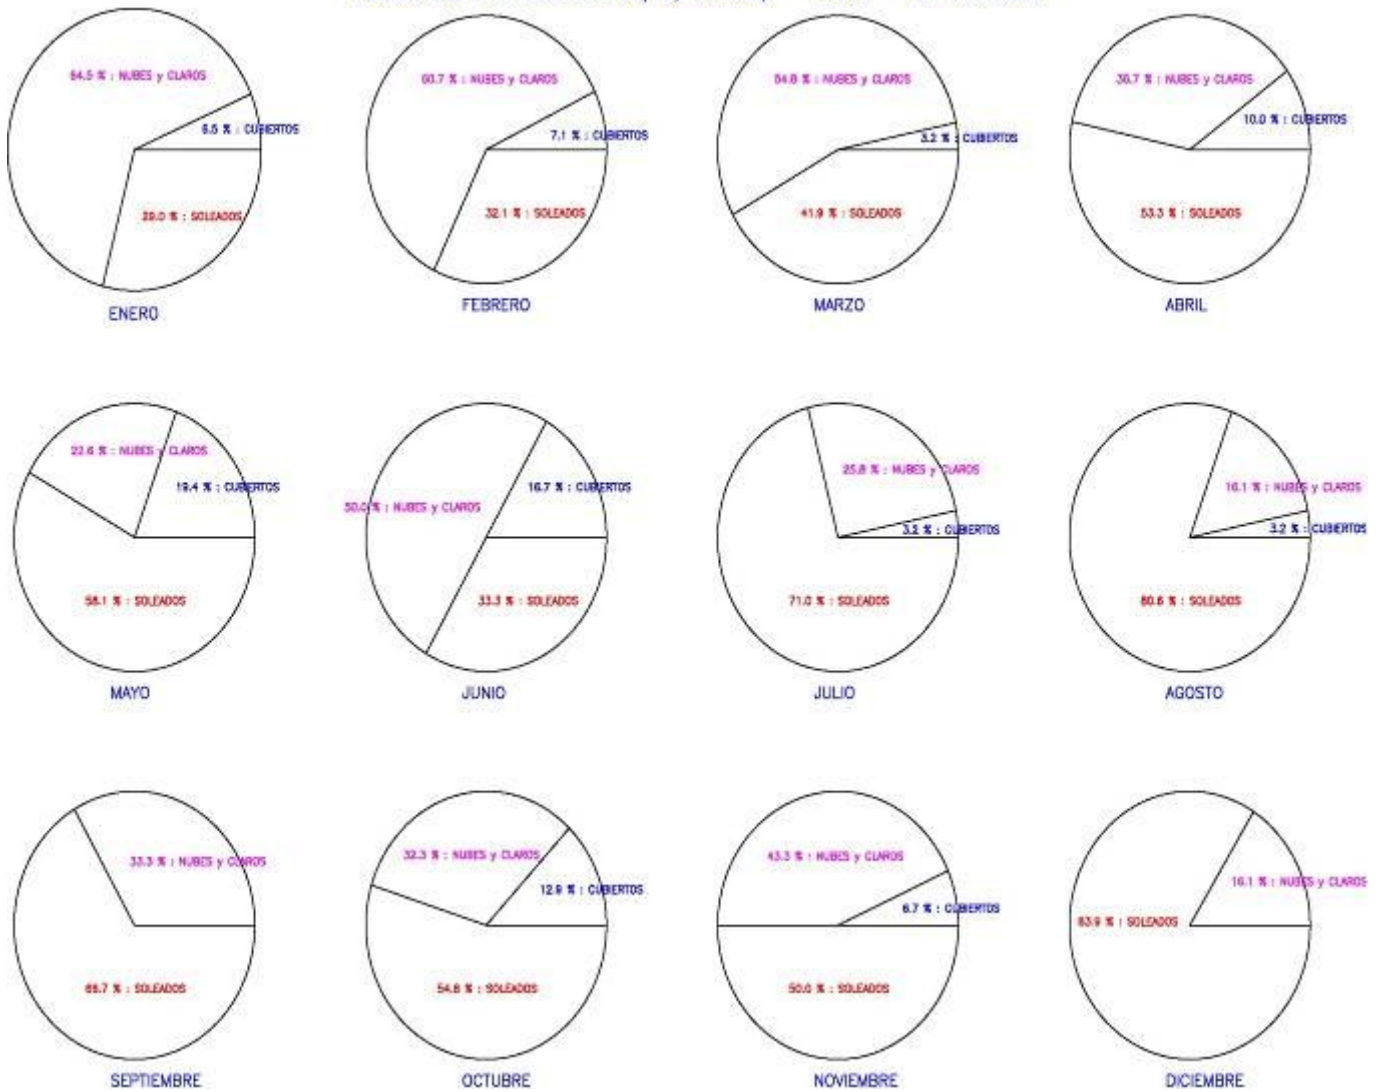 64.5 % : NUBES y CLAROS
6.5 % : CUBIERTOS
29.0 % : SOLEADOS
ENERO
60.7 % : NUBES y CLAROS
7.1 % : CUBIERTOS
32.1 % : SOLEADOS
FEBRERO
54.8 % : NUBES y CLAROS
3.2 % : CUBIERTOS
41.9 % : SOLEADOS
MARZO
36.7 % : NUBES y CLAROS
10.0 % : CUBIERTOS
53.3 % : SOLEADOS
ABRIL
22.6 % : NUBES y CLAROS
19.4 % : CUBIERTOS
58.1 % : SOLEADOS
MAYO
50.0 % : NUBES y CLAROS
16.7 % : CUBIERTOS
33.3 % : SOLEADOS
JUNIO
25.8 % : NUBES y CLAROS
3.2 % : CUBIERTOS
71.0 % : SOLEADOS
JULIO
16.1 % : NUBES y CLAROS
3.2 % : CUBIERTOS
80.6 % : SOLEADOS
AGOSTO
33.3 % : NUBES y CLAROS
66.7 % : SOLEADOS
SEPTIEMBRE
32.3 % : NUBES y CLAROS
12.9 % : CUBIERTOS
54.8 % : SOLEADOS
OCTUBRE
43.3 % : NUBES y CLAROS
6.7 % : CUBIERTOS
50.0 % : SOLEADOS
NOVIEMBRE
16.1 % : NUBES y CLAROS
83.9 % : SOLEADOS
DICIEMBRE